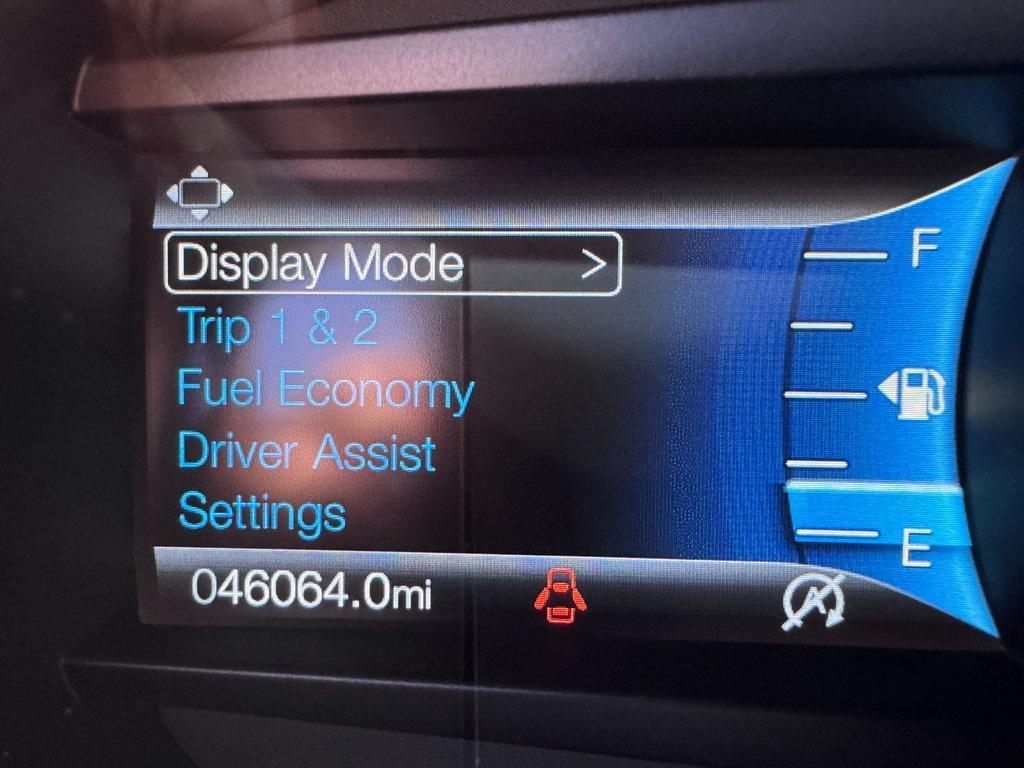 Display Mode >
Trip 1 & 2
Fuel Economy
Driver Assist
Settings
F
E
046064.0mi
A